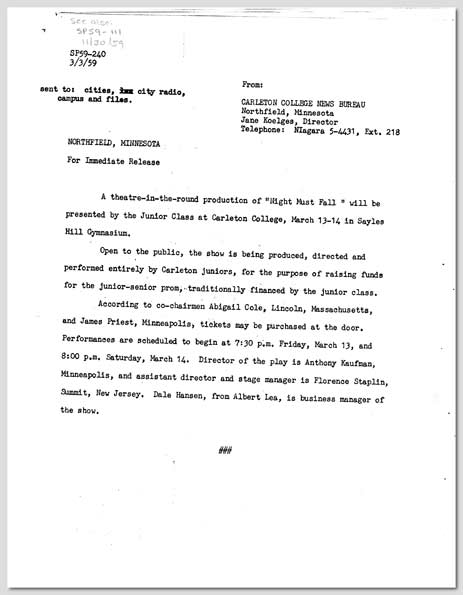 See also:
SP59-111
11/20/59
SP59-240
3/3/59
sent to: cities, city radio,
campus and files.
From:
CARLETON COLLEGE NEWS BUREAU
Northfield, Minnesota
Jane Koelges, Director
Telephone: NIagara 5-4431, Ext. 218
NORTHFIELD, MINNESOTA
For Immediate Release
A theatre-in-the-round production of "Night Must Fall " will be
presented by the Junior Class at Carleton College, March 13-14 in Sayles
Hill Gymnasium.
Open to the public, the show is being produced, directed and
performed entirely by Carleton juniors, for the purpose of raising funds
for the junior-senior prom, traditionally financed by the junior class.
According to co-chairmen Abigail Cole, Lincoln, Massachusetts,
and James Priest, Minneapolis, tickets may be purchased at the door.
Performances are scheduled to begin at 7:30 p.m. Friday, March 13, and
8:00 p.m. Saturday, March 14. Director of the play is Anthony Kaufman,
Minneapolis, and assistant director and stage manager is Florence Staplin,
Summit, New Jersey. Dale Hansen, from Albert Lea, is business manager of
the show.
###